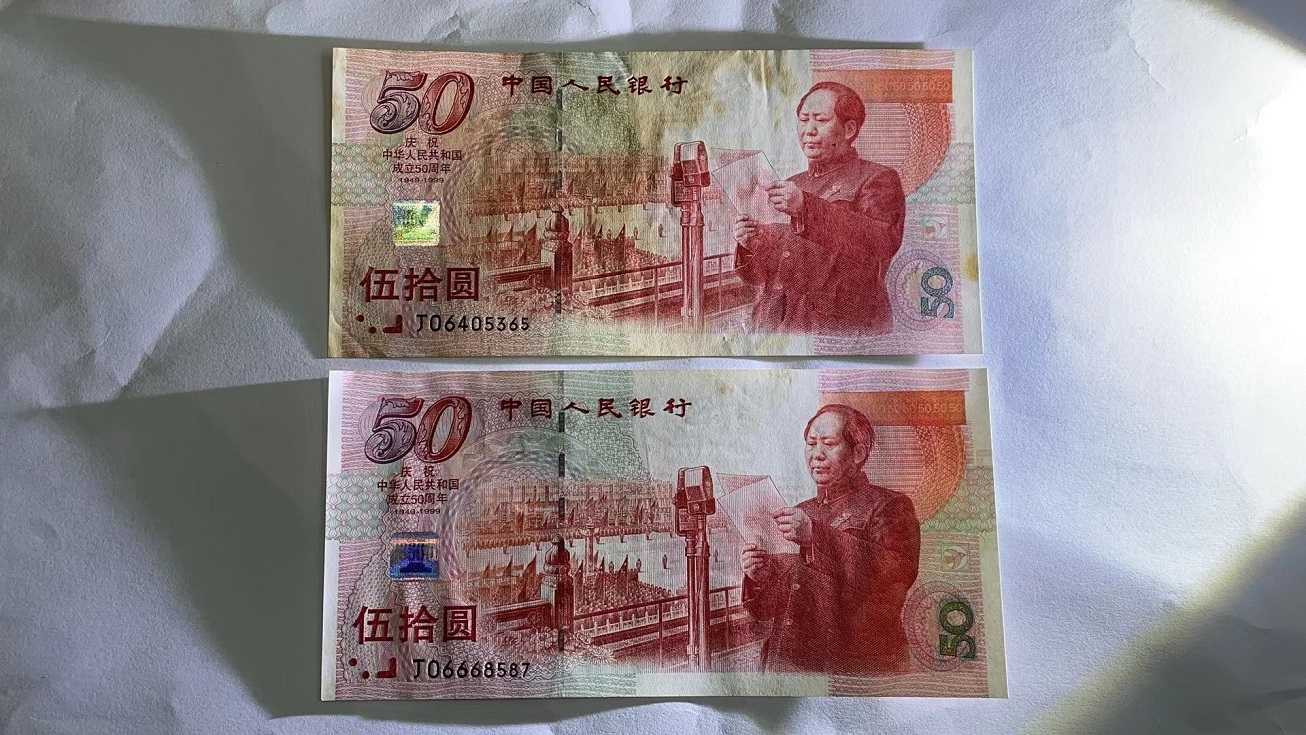 50
中国人民银行
庆祝
中华人民共和国
成立50周年
1949-1999
伍拾圆
J06405365
50
50
中国人民银行
庆祝
中华人民共和国
成立50周年
1949-1999
伍拾圆
J06668587
50